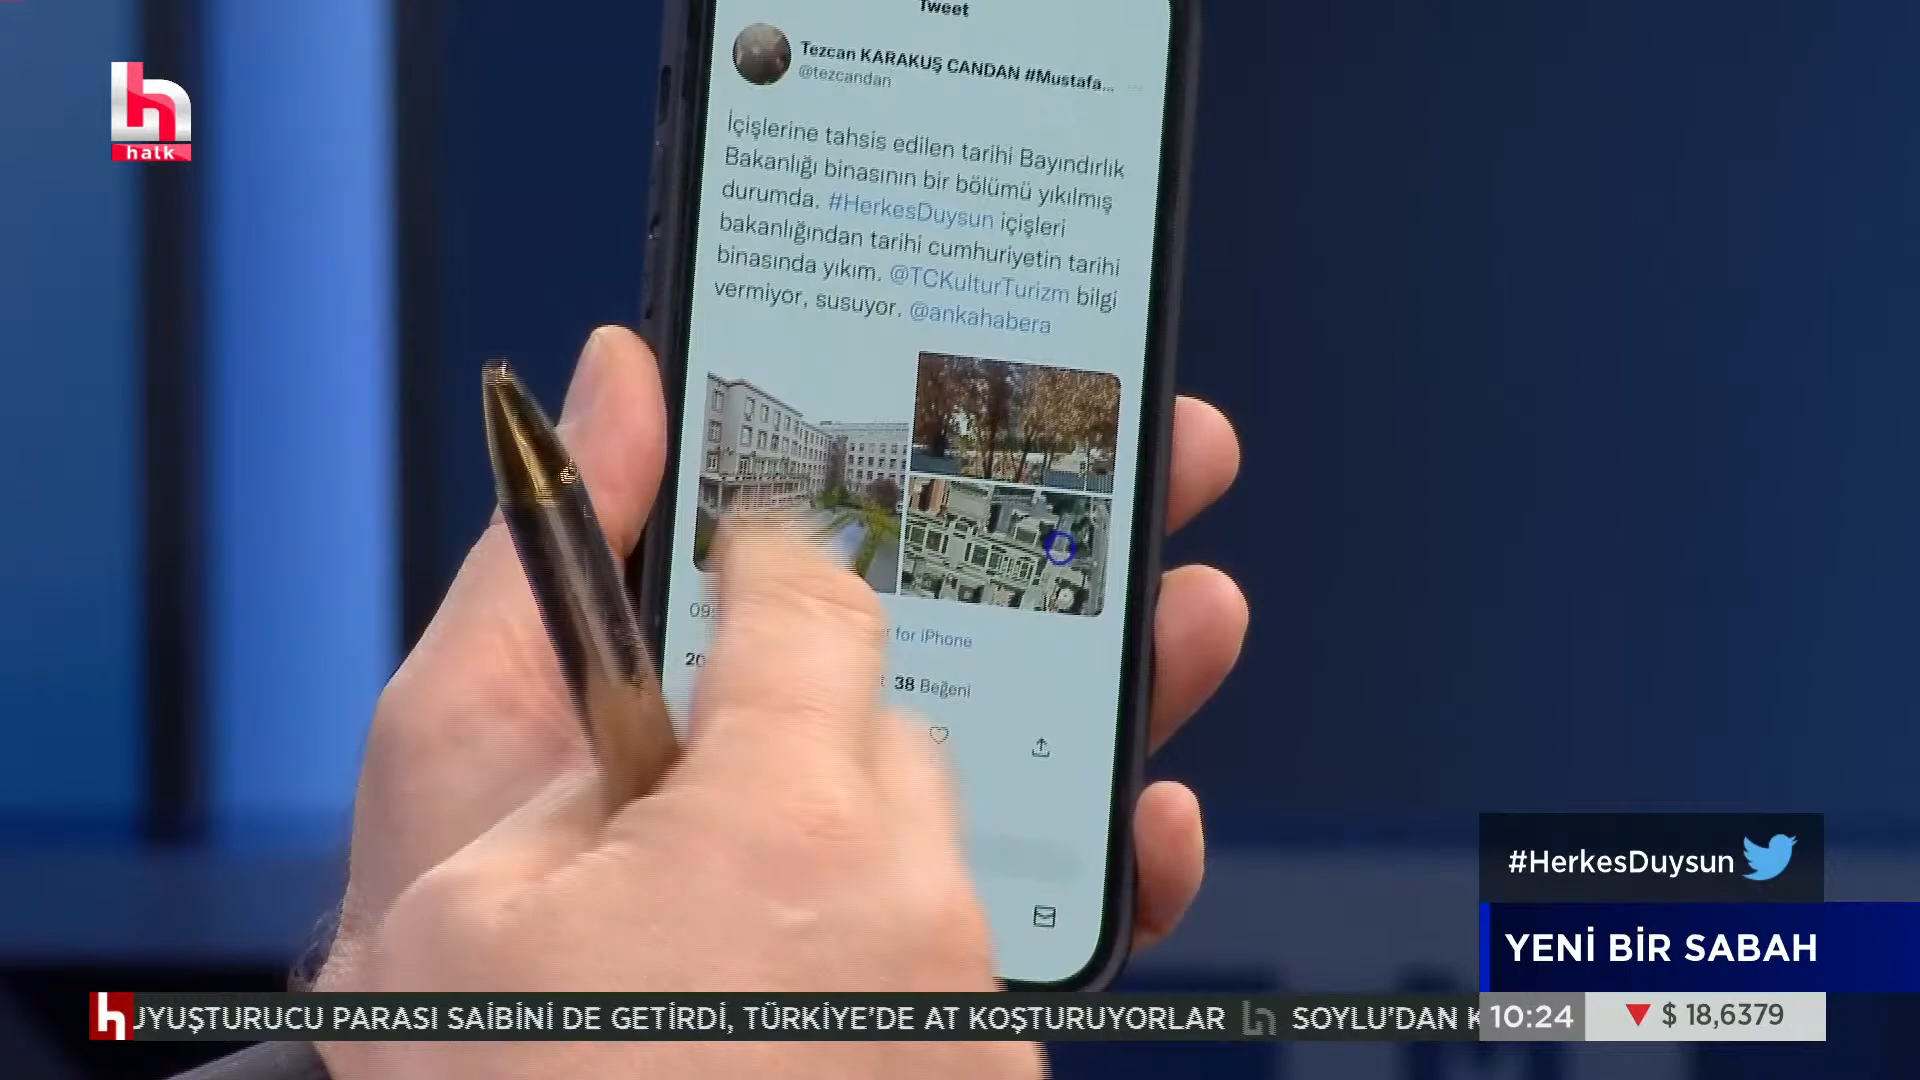 Tweet
halk
Tezcan KARAKUŞ CANDAN #Mustafa...
@tezcandan
İçişlerine tahsis edilen tarihi Bayındırlık
Bakanlığı binasının bir bölümü yıkılmış
durumda. #HerkesDuysun içişleri
bakanlığından tarihi cumhuriyetin tarihi
binasında yıkım. @TCKulturTurizm bilgi
vermiyor, susuyor. @ankahabera
09
for iPhone
20
38 Beğeni
#HerkesDuysun
YENİ BİR SABAH
UYUŞTURUCU PARASI SAİBİNİ DE GETİRDİ, TÜRKİYE'DE AT KOŞTURUYORLAR SOYLU'DAN
10:24
$ 18,6379